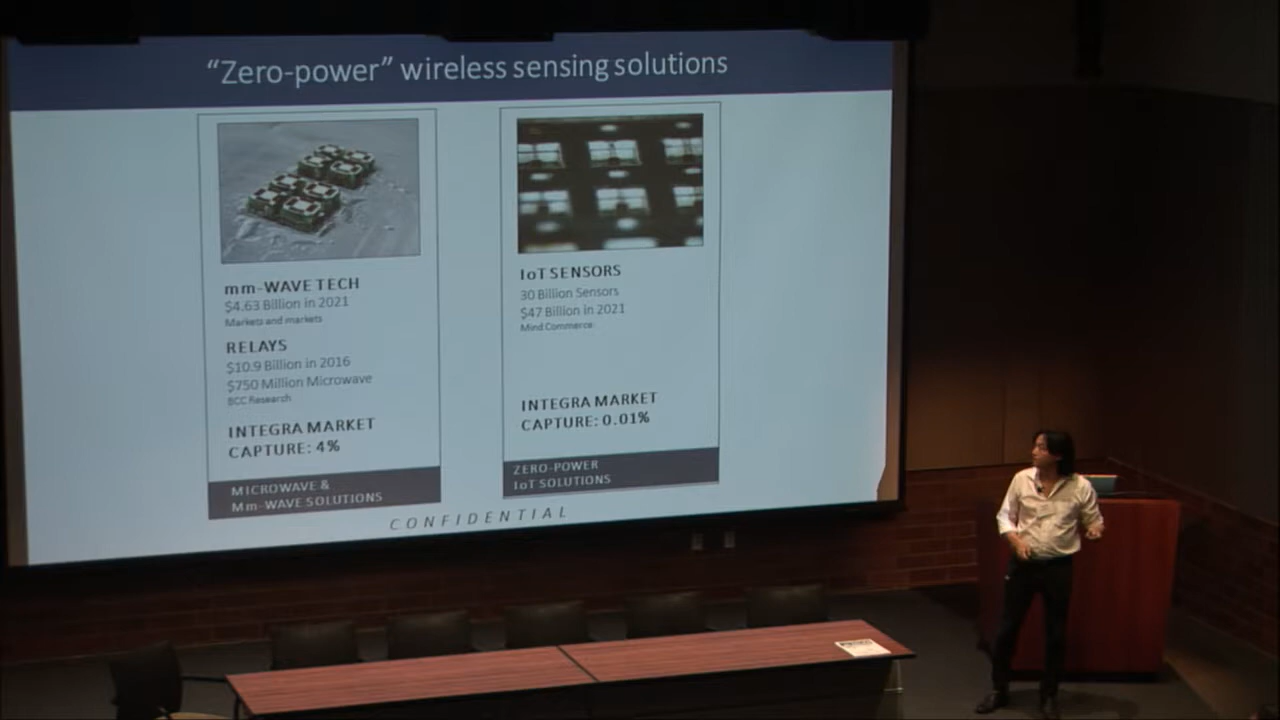 "Zero-power" wireless sensing solutions
mm-WAVE TECH
$4.63 Billion in 2021
Markets and markets
RELAYS
$10.9 Billion in 2016
$750 Million Microwave
BCC Research
INTEGRA MARKET
CAPTURE: 4%
MICROWAVE &
Mm-WAVE SOLUTIONS
IoT SENSORS
30 Billion Sensors
$47 Billion in 2021
Mind Commerce
INTEGRA MARKET
CAPTURE: 0.01%
ZERO-POWER
IoT SOLUTIONS
CONFIDENTIAL